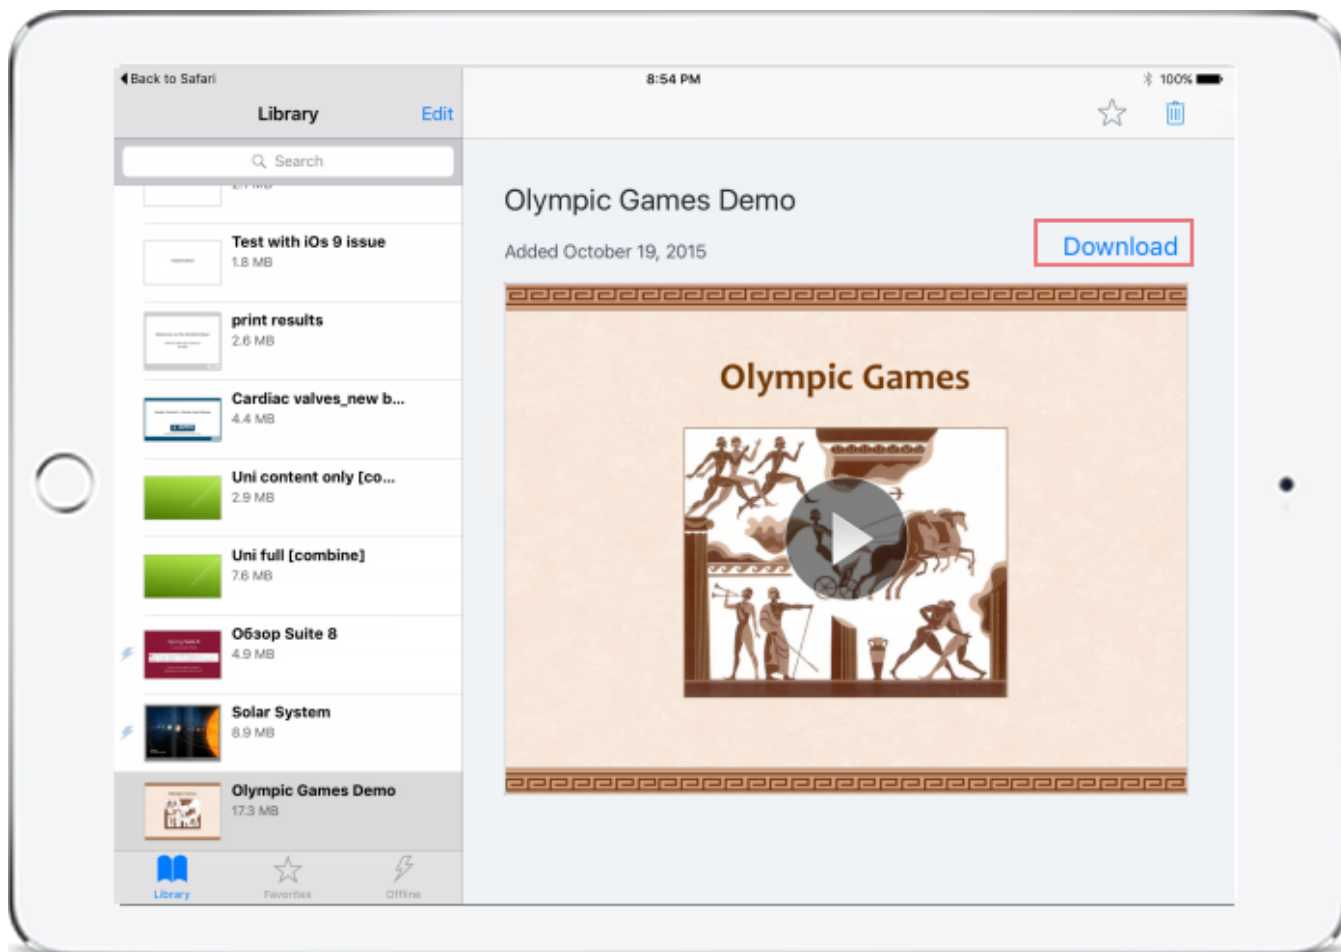 Back to Safari
8:54 PM
100%
Library
Edit
Search
Test with iOs 9 issue
1.8 MB
print results
2.6 MB
Cardiac valves_new b...
4.4 MB
Uni content only [co...
2.9 MB
Uni full [combine]
7.6 MB
Обзор Suite 8
4.9 MB
Solar System
8.9 MB
Olympic Games Demo
17.3 MB
Library
Favorites
Offline
Olympic Games Demo
Added October 19, 2015
Download
Olympic Games